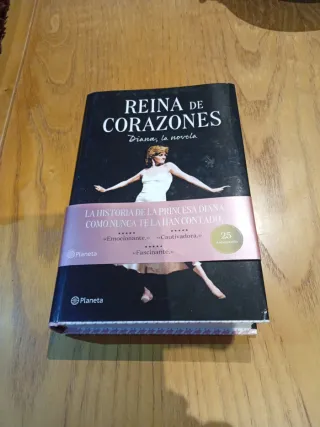 REINA DE
CORAZONES
Diana, la novela
LA HISTORIA DE LA PRINCESA DIANA
COMO NUNCA TE LA HAN CONTADO
«Emocionante.»
«Cautivadora.»
«Fascinante.»
25
Planeta
Planeta